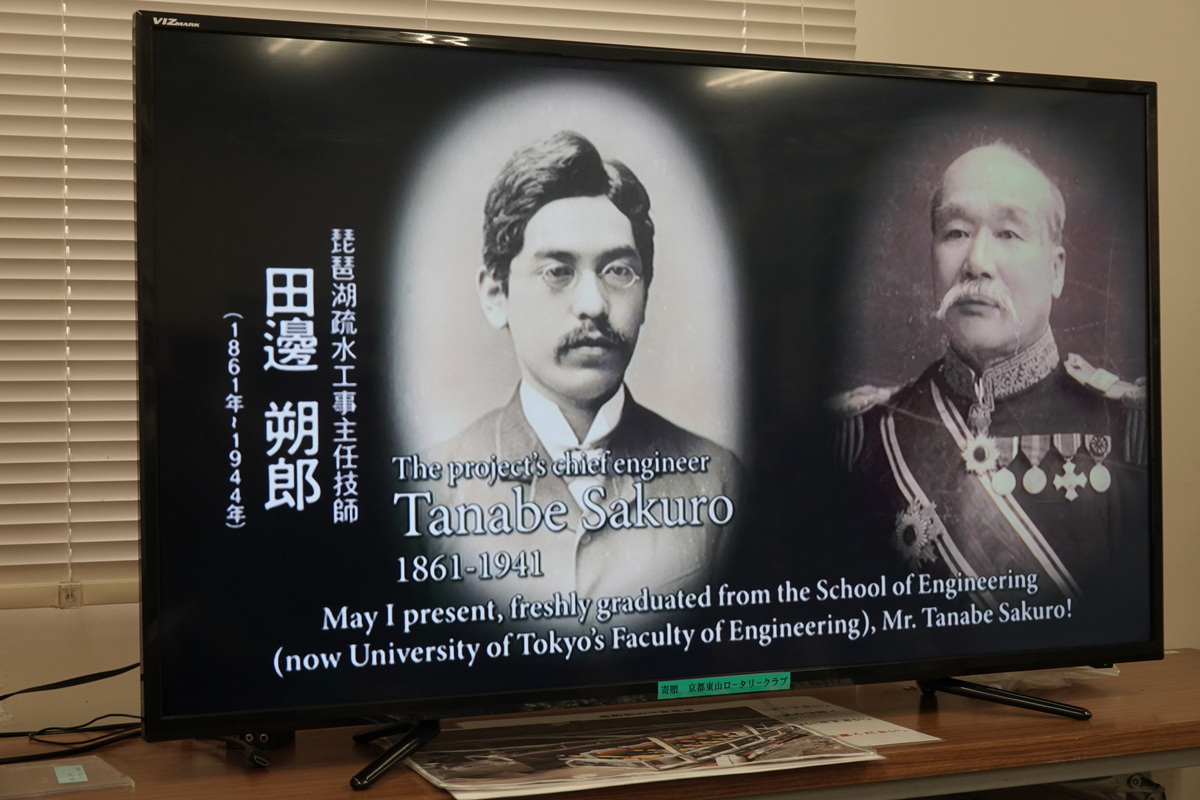 VIZMARK
琵琶湖疏水工事主任技師
田邊 朔郎
(1861年~1944年)
The project's chief engineer
Tanabe Sakuro
1861-1941
May I present, freshly graduated from the School of Engineering
(now University of Tokyo's Faculty of Engineering), Mr. Tanabe Sakuro!
寄贈 京都東山ロータリークラブ